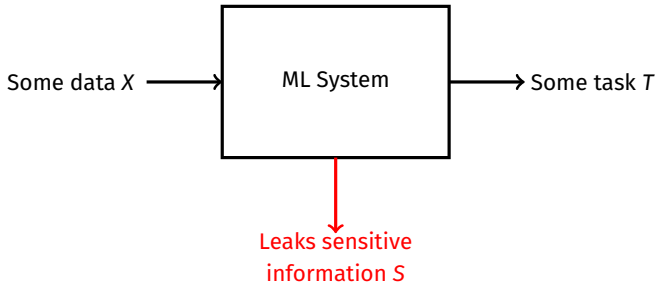 Some data X
ML System
Some task T
Leaks sensitive
information S